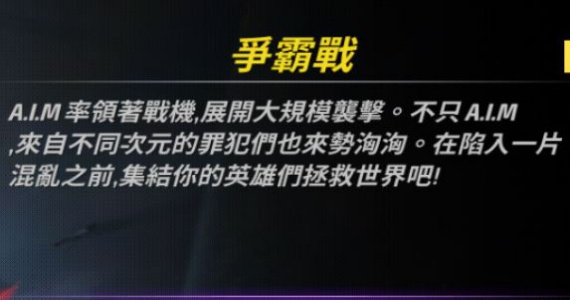 爭霸戰
A.I.M 率領著戰機,展開大規模襲擊。不只 A.I.M
,來自不同次元的罪犯們也來勢洶洶。在陷入一片
混亂之前,集結你的英雄們拯救世界吧!